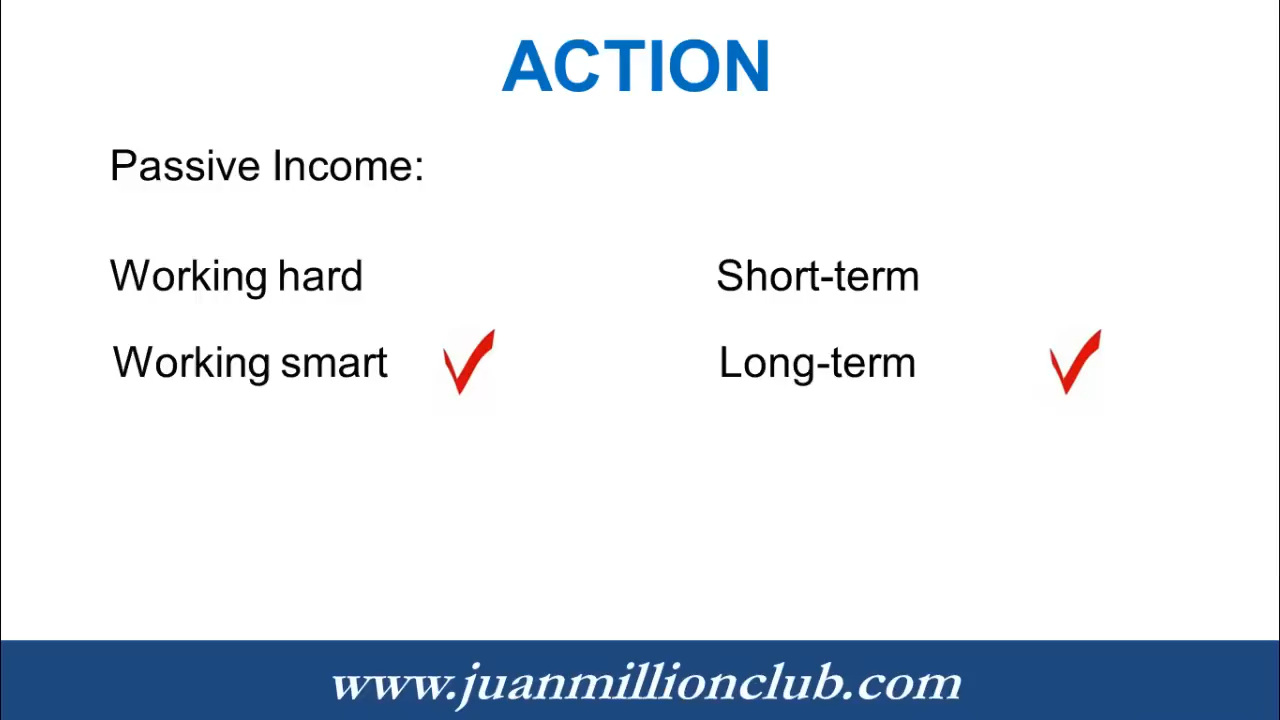 ACTION
Passive Income:
Working hard
Short-term
Working smart
Long-term
www.juanmillionclub.com